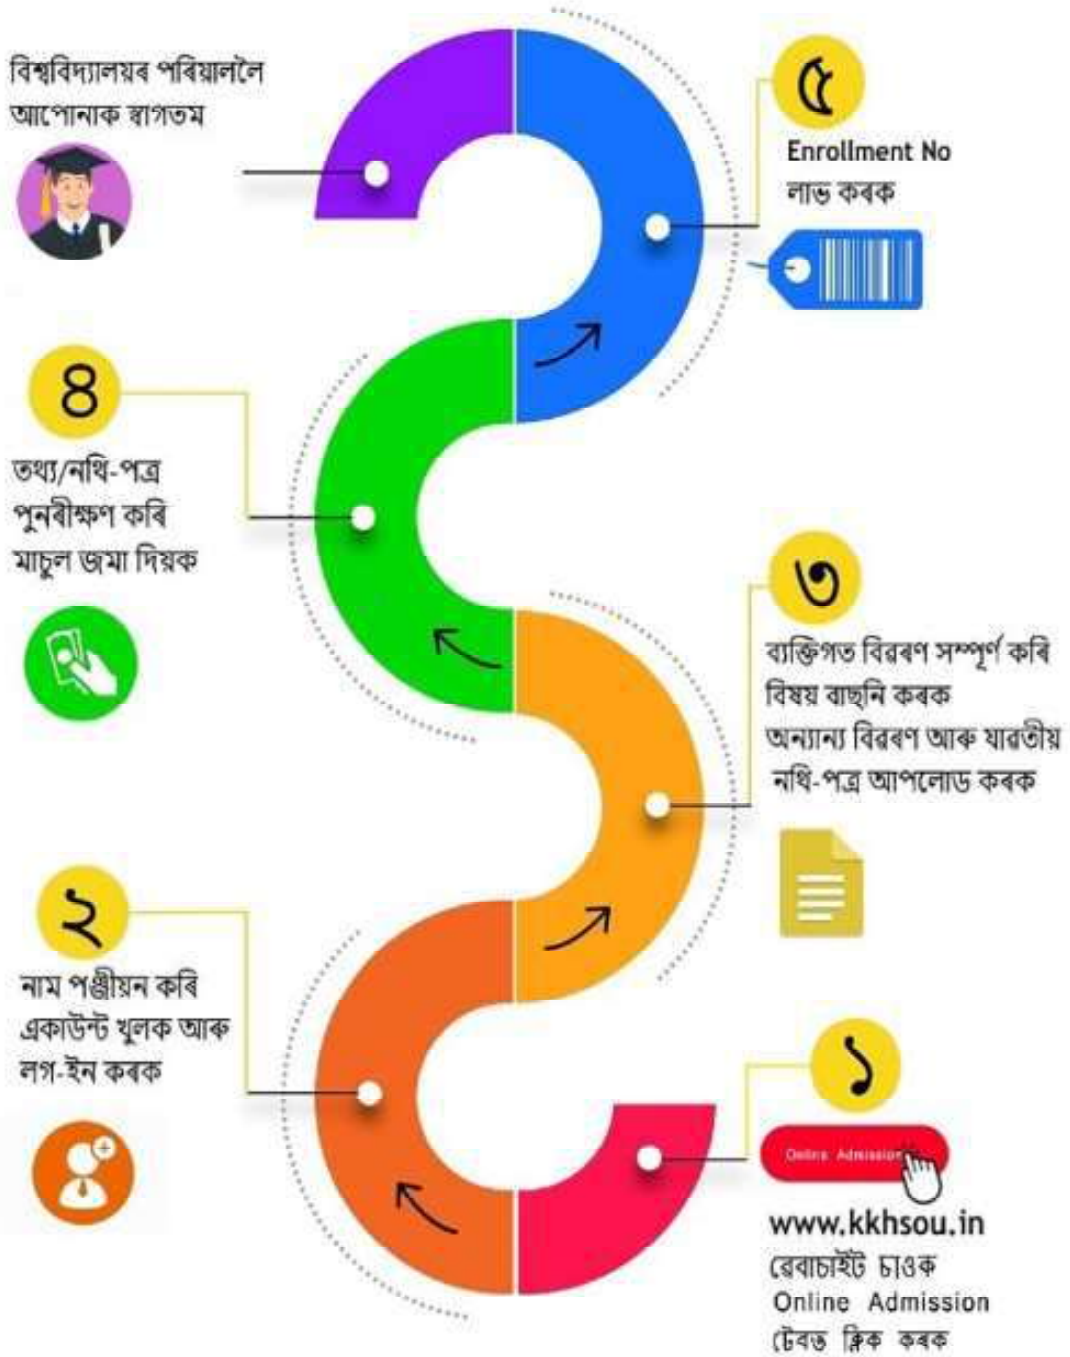 বিশ্ববিদ্যালয়ৰ পৰিয়াললৈ
আপোনাক স্বাগতম
৫
Enrollment No
লাভ কৰক
৪
তথ্য/নথি-পত্ৰ
পুনৰীক্ষণ কৰি
মাচুল জমা দিয়ক
৩
ব্যক্তিগত বিৱৰণ সম্পূৰ্ণ কৰি
বিষয় বাছনি কৰক
অন্যান্য বিৱৰণ আৰু যাৱতীয়
নথি-পত্ৰ আপলোড কৰক
২
নাম পঞ্জীয়ন কৰি
একাউন্ট খুলক আৰু
লগ-ইন কৰক
১
Online Admission
www.kkhsou.in
ৱেবাচাইট চাওক
Online Admission
টেবত ক্লিক কৰক